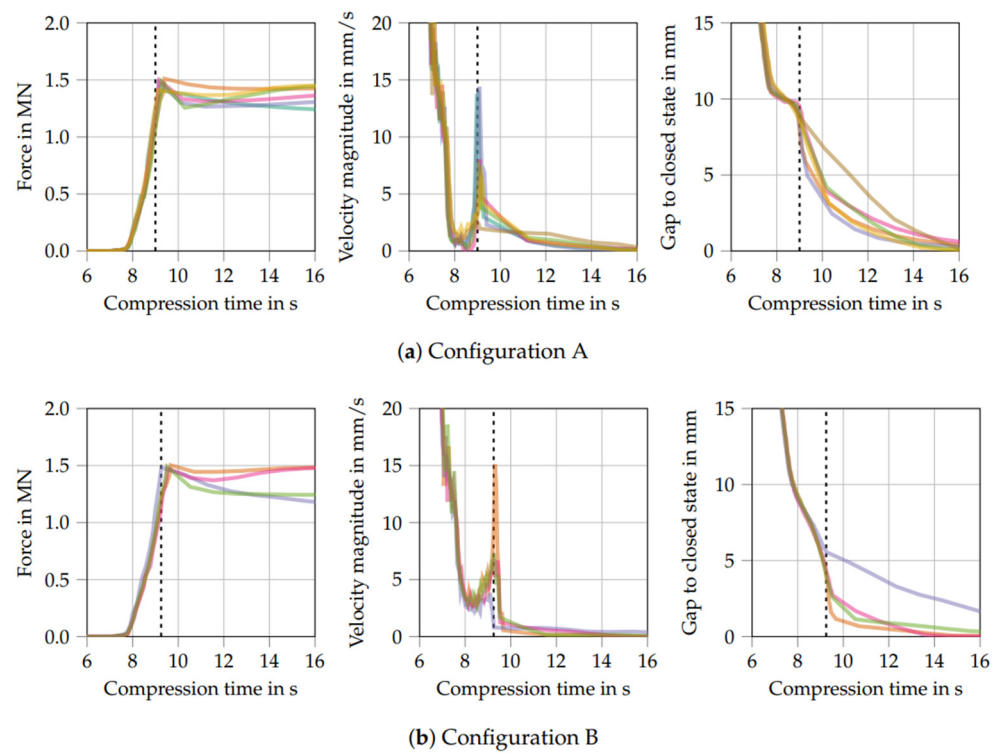 Force in MN
2.0
1.5
1.0
0.5
0.0
6 8 10 12 14 16
Compression time in s
Velocity magnitude in mm/s
20
15
10
5
0
6 8 10 12 14 16
Compression time in s
Gap to closed state in mm
15
10
5
0
6 8 10 12 14 16
Compression time in s
(a) Configuration A
Force in MN
2.0
1.5
1.0
0.5
0.0
6 8 10 12 14 16
Compression time in s
Velocity magnitude in mm/s
20
15
10
5
0
6 8 10 12 14 16
Compression time in s
Gap to closed state in mm
15
10
5
0
6 8 10 12 14 16
Compression time in s
(b) Configuration B